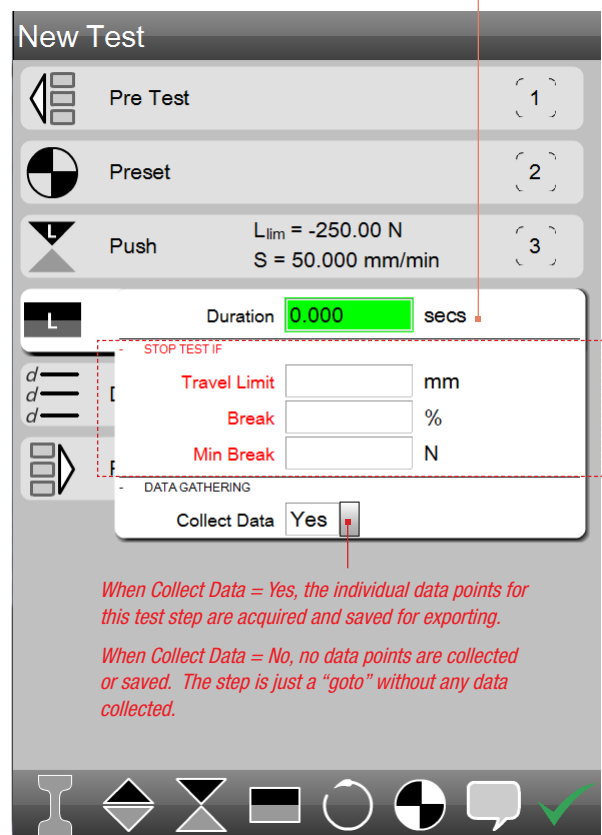 New Test
Pre Test 1
Preset 2
L
Push
L_lim = -250.00 N
S = 50.000 mm/min
3
L
Duration 0.000 secs
- STOP TEST IF
Travel Limit mm
Break %
Min Break N
- DATA GATHERING
Collect Data Yes
d
d
d
When Collect Data = Yes, the individual data points for
this test step are acquired and saved for exporting.
When Collect Data = No, no data points are collected
or saved. The step is just a “goto” without any data
collected.